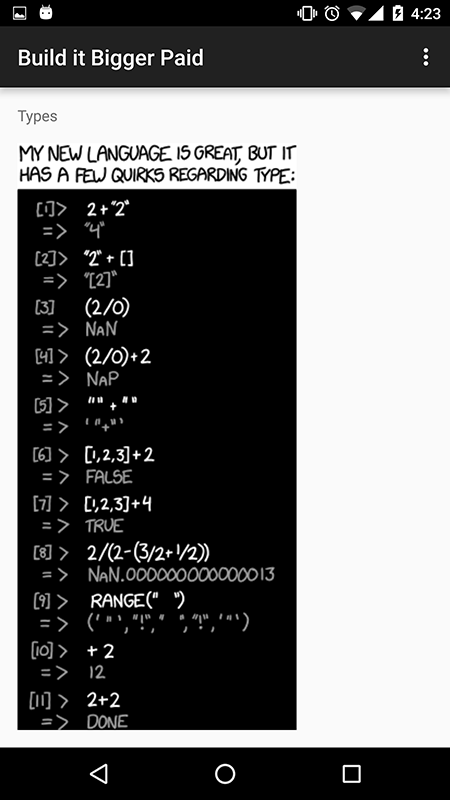 4:23
Build it Bigger Paid
Types
MY NEW LANGUAGE IS GREAT, BUT IT
HAS A FEW QUIRKS REGARDING TYPE:
[1]> 2+"2"
=> "4"
[2]> "2" + []
=> "[2]"
[3] (2/0)
=> NAN
[4]> (2/0)+2
=> NAP
[5]> "" + ""
=> '"+"'
[6]> [1,2,3]+2
=> FALSE
[7]> [1,2,3]+4
=> TRUE
[8]> 2/(2-(3/2+1/2))
=> NAN.000000000000013
[9]> RANGE(" ")
=> ('"',"!"," ","!",'"')
[10]> + 2
=> 12
[11]> 2+2
=> DONE